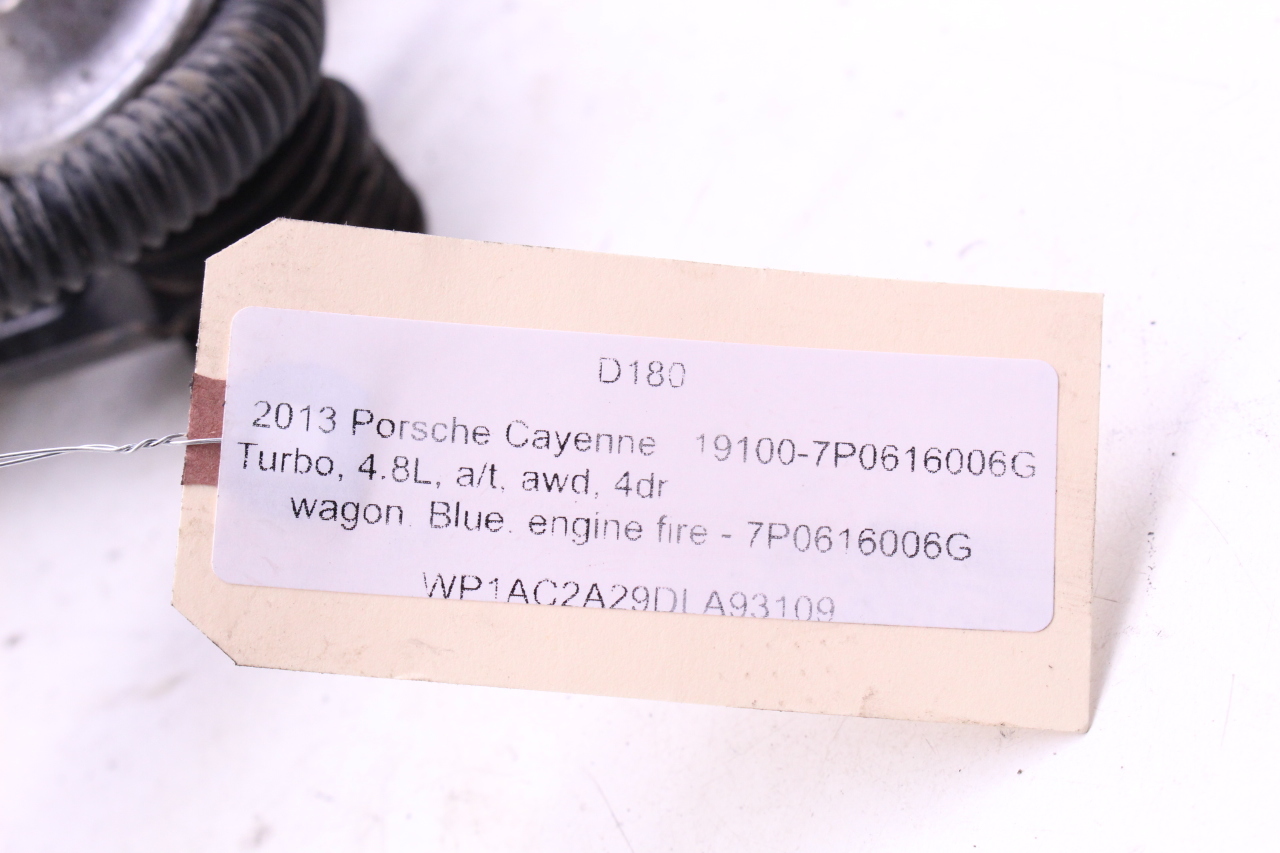 D180
2013 Porsche Cayenne 19100-7P0616006G
Turbo, 4.8L, a/t, awd, 4dr
wagon. Blue. engine fire - 7P0616006G
WP1AC2A29DLA93109